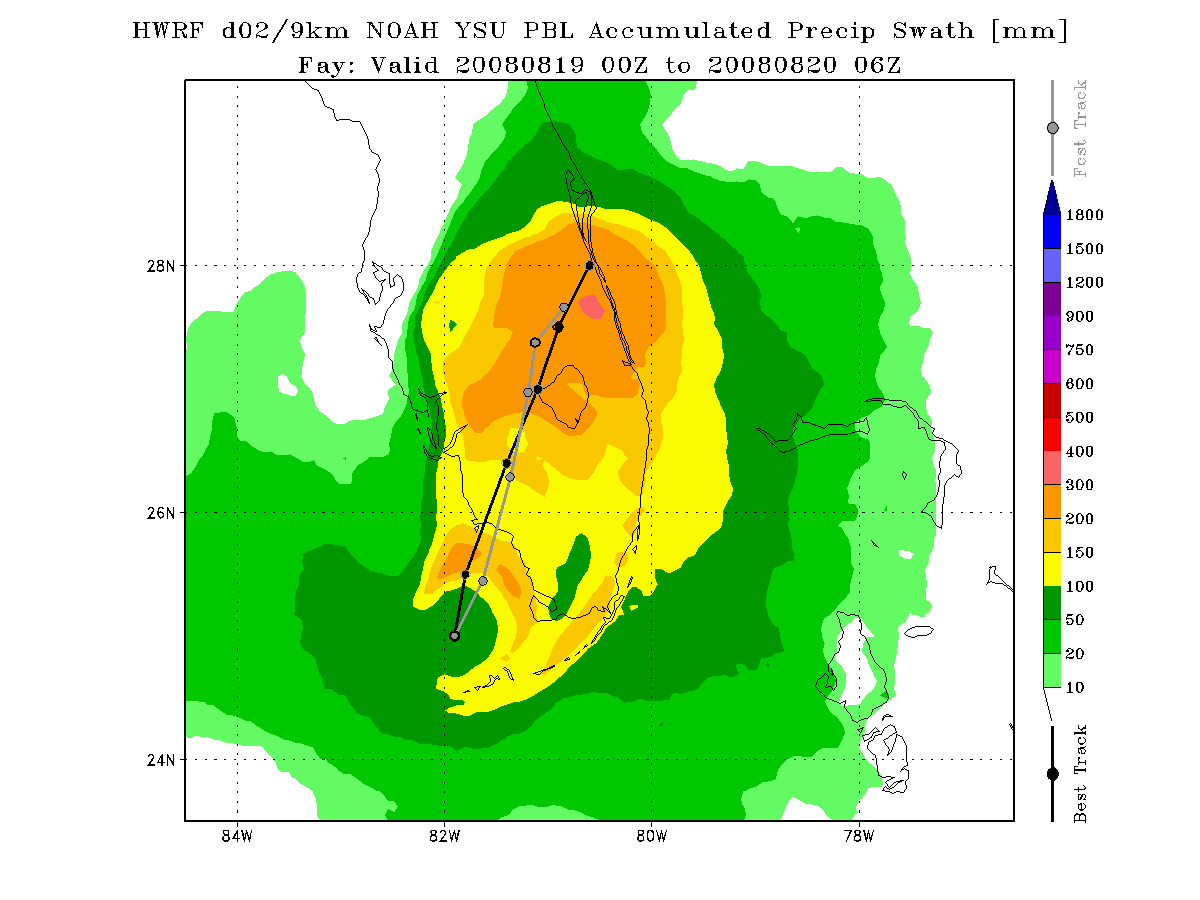 HWRF d02/9km NOAH YSU PBL Accumulated Precip Swath [mm]
Fay: Valid 20080819 00Z to 20080820 06Z
Fcst Track
1800
1500
1200
900
750
600
500
400
300
200
150
100
50
20
10
Best Track
28N
26N
24N
84W
82W
80W
78W